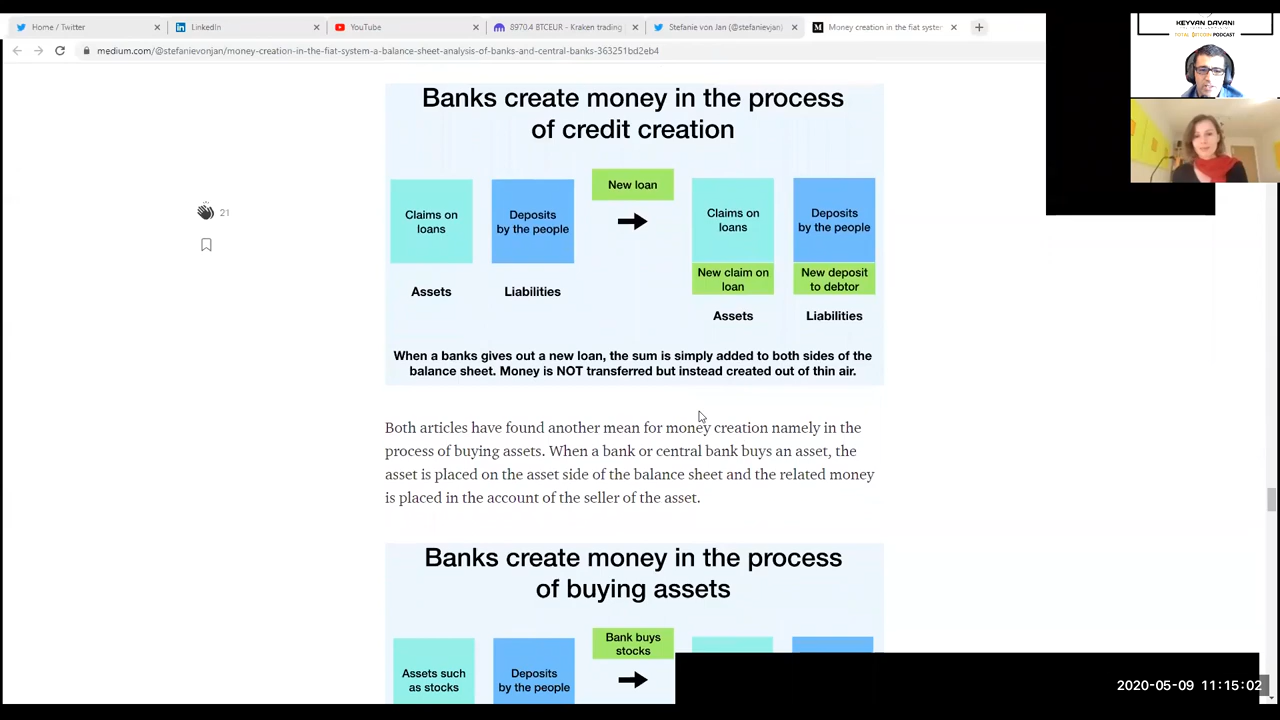 Home / Twitter
LinkedIn
YouTube
8970.4 BTCEUR - Kraken trading
Stefanie von Jan (@stefanievjan)
Money creation in the fiat system
medium.com/@stefanievonjan/money-creation-in-the-fiat-system-a-balance-sheet-analysis-of-banks-and-central-banks-363251bd2eb4
KEYVAN DAVANI
TOTAL BITCOIN PODCAST
Banks create money in the process
of credit creation
New loan
Claims on
loans
Deposits
by the people
Claims on
loans
Deposits
by the people
21
New claim on
loan
New deposit
to debtor
Assets
Liabilities
Assets
Liabilities
When a banks gives out a new loan, the sum is simply added to both sides of the
balance sheet. Money is NOT transferred but instead created out of thin air.
Both articles have found another mean for money creation namely in the
process of buying assets. When a bank or central bank buys an asset, the
asset is placed on the asset side of the balance sheet and the related money
is placed in the account of the seller of the asset.
Banks create money in the process
of buying assets
Bank buys
stocks
Assets such
as stocks
Deposits
by the people
2020-05-09 11:15:02